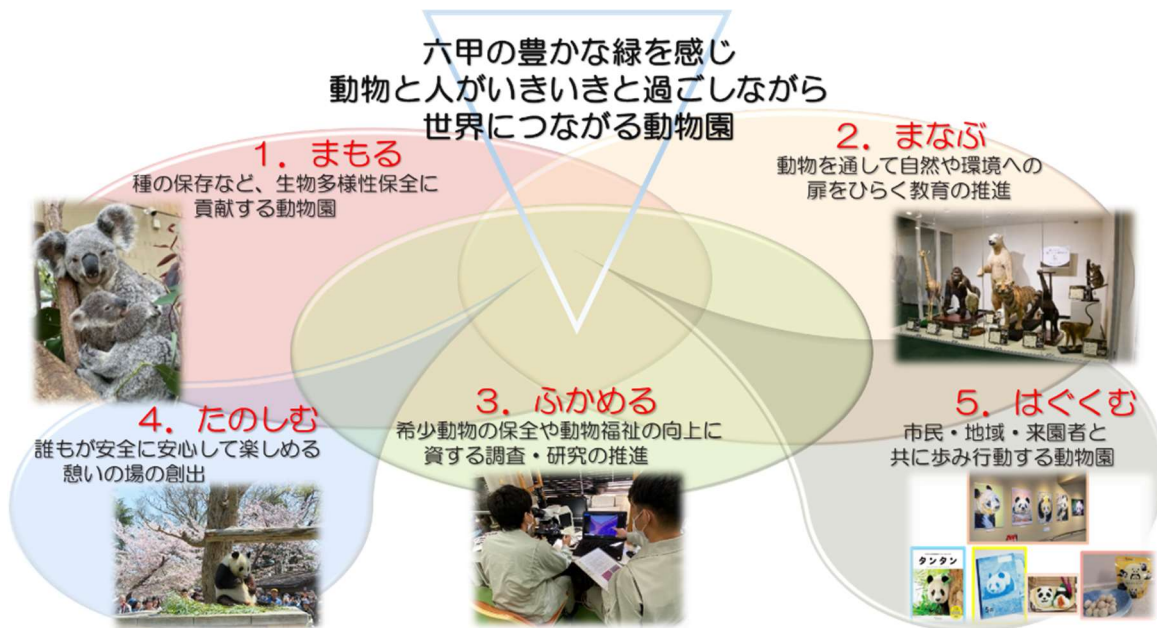 六甲の豊かな緑を感じ
動物と人がいきいきと過ごしながら
世界につながる動物園
1．まもる
種の保存など、生物多様性保全に
貢献する動物園
2．まなぶ
動物を通して自然や環境への
扉をひらく教育の推進
3．ふかめる
希少動物の保全や動物福祉の向上に
資する調査・研究の推進
4．たのしむ
誰もが安全に安心して楽しめる
憩いの場の創出
5．はぐくむ
市民・地域・来園者と
共に歩み行動する動物園
タンタン